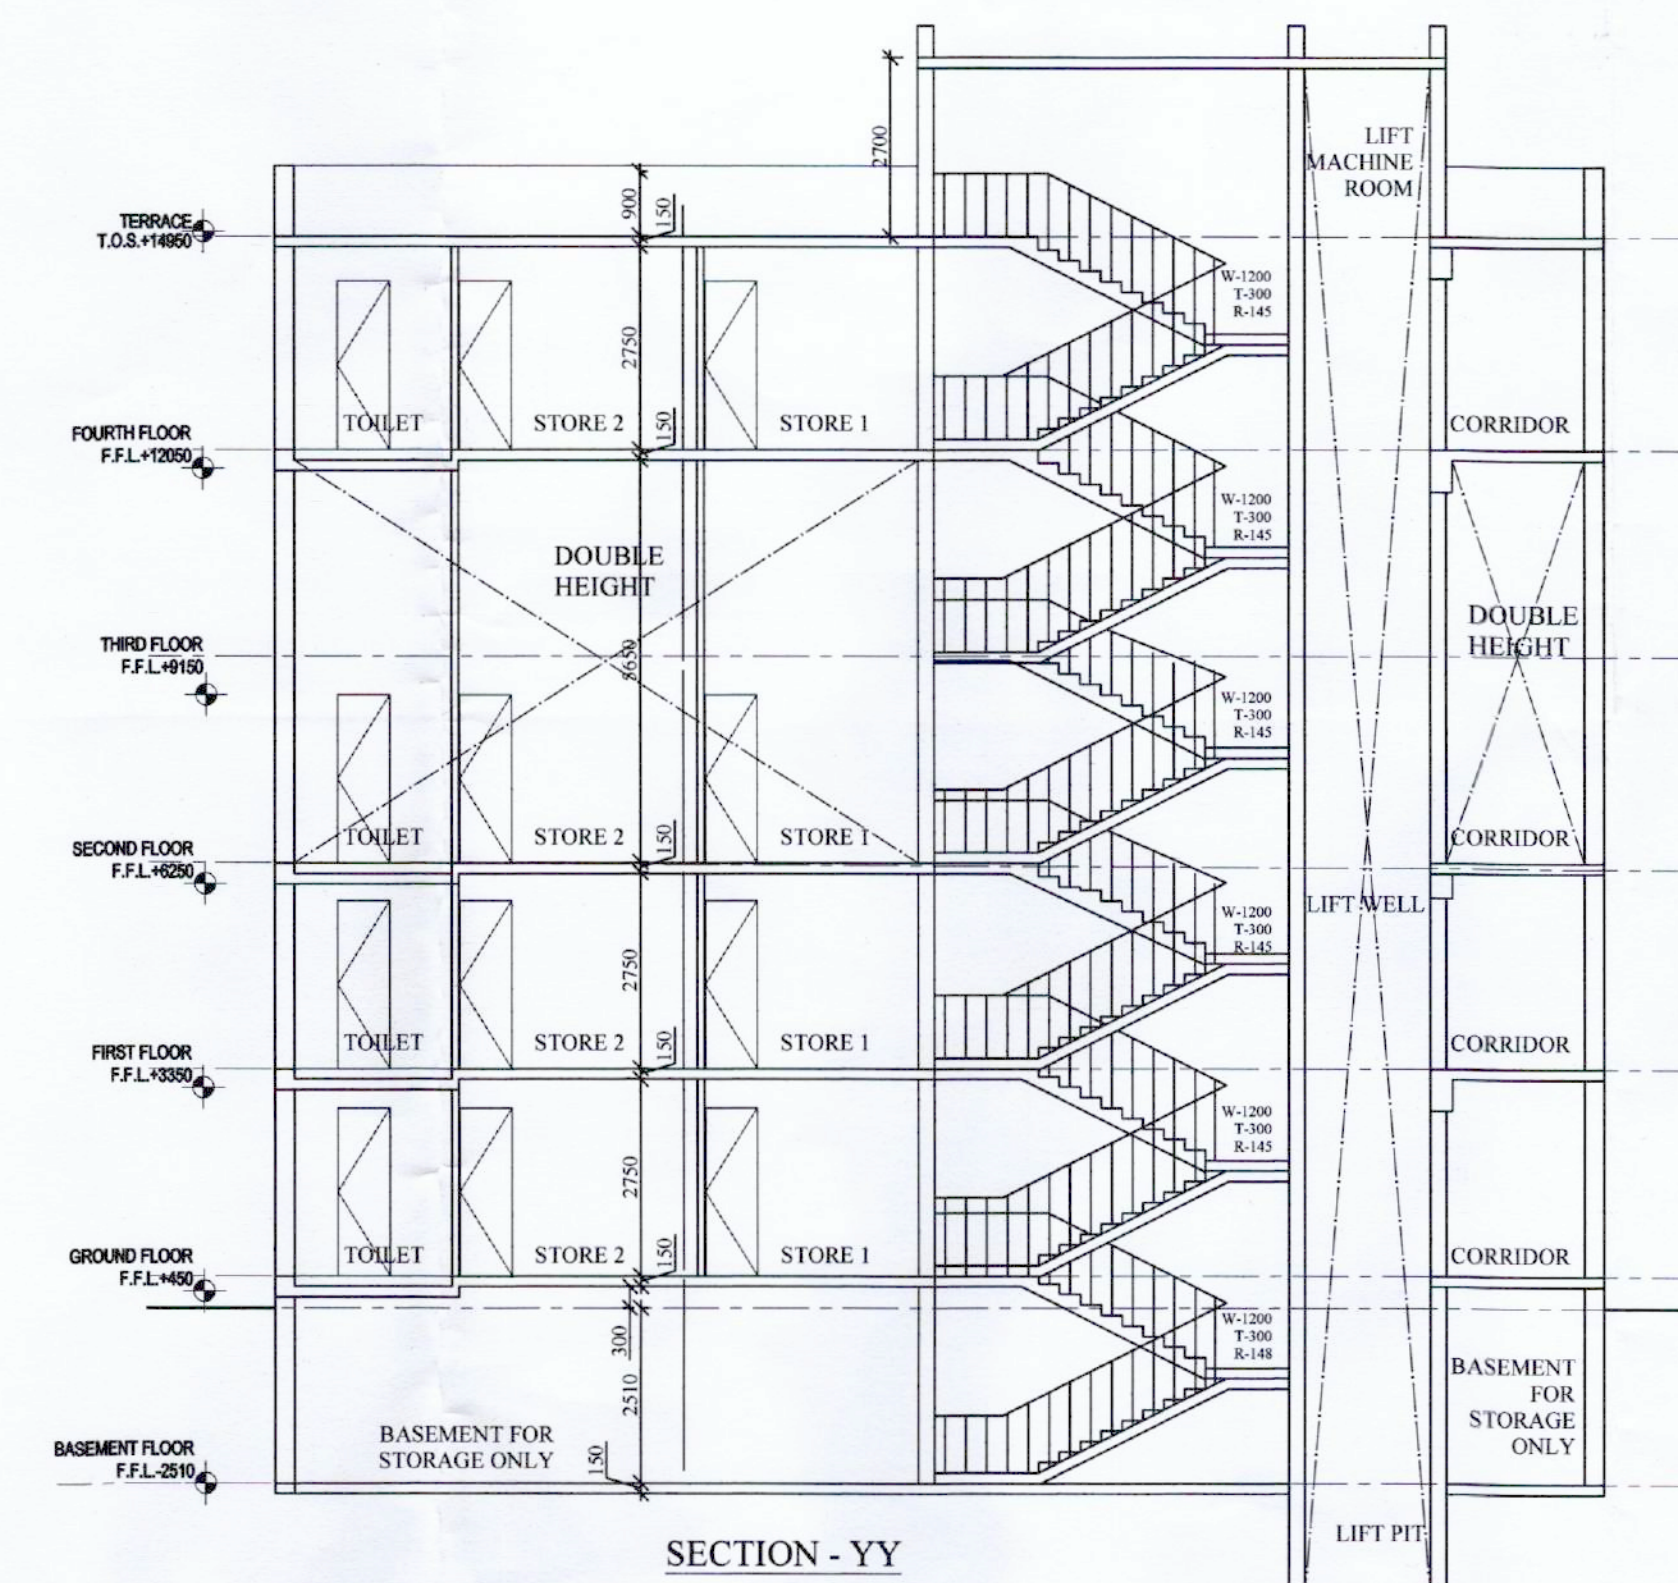 LIFT
MACHINE
ROOM
2700
900
150
TERRACE
T.O.S.+14950
W-1200
T-300
R-145
2750
TOILET
STORE 2
STORE 1
150
CORRIDOR
FOURTH FLOOR
F.F.L.+12050
W-1200
T-300
R-145
DOUBLE
HEIGHT
DOUBLE
HEIGHT
THIRD FLOOR
F.F.L.+9150
5650
W-1200
T-300
R-145
TOILET
STORE 2
150
STORE 1
CORRIDOR
SECOND FLOOR
F.F.L.+6250
W-1200
T-300
R-145
LIFT WELL
2750
TOILET
STORE 2
150
STORE 1
CORRIDOR
FIRST FLOOR
F.F.L.+3350
W-1200
T-300
R-145
2750
TOILET
STORE 2
150
STORE 1
CORRIDOR
GROUND FLOOR
F.F.L.+450
300
W-1200
T-300
R-148
2510
BASEMENT FOR
STORAGE ONLY
BASEMENT
FOR
STORAGE
ONLY
150
BASEMENT FLOOR
F.F.L.-2510
LIFT PIT
SECTION - YY